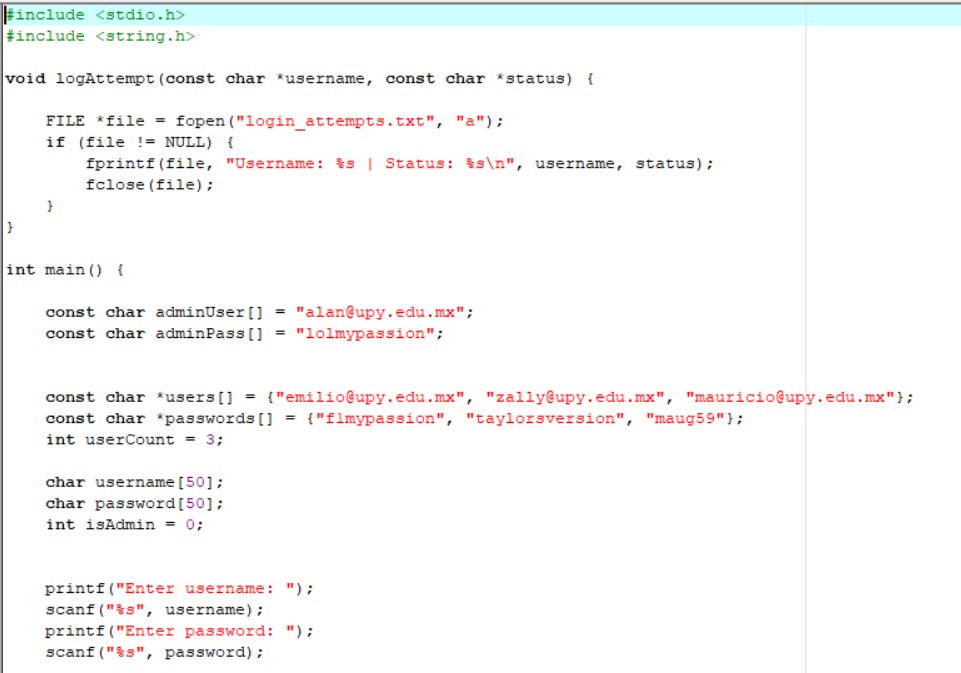 #include <stdio.h>
#include <string.h>
void logAttempt(const char *username, const char *status) {
FILE *file = fopen("login_attempts.txt", "a");
if (file != NULL) {
fprintf(file, "Username: %s | Status: %s\n", username, status);
fclose(file);
}
}
int main() {
const char adminUser[] = "alan@upy.edu.mx";
const char adminPass[] = "lolmypassion";
const char *users[] = {"emilio@upy.edu.mx", "zally@upy.edu.mx", "mauricio@upy.edu.mx"};
const char *passwords[] = {"flmypassion", "taylorsversion", "maug59"};
int userCount = 3;
char username[50];
char password[50];
int isAdmin = 0;
printf("Enter username: ");
scanf("%s", username);
printf("Enter password: ");
scanf("%s", password);